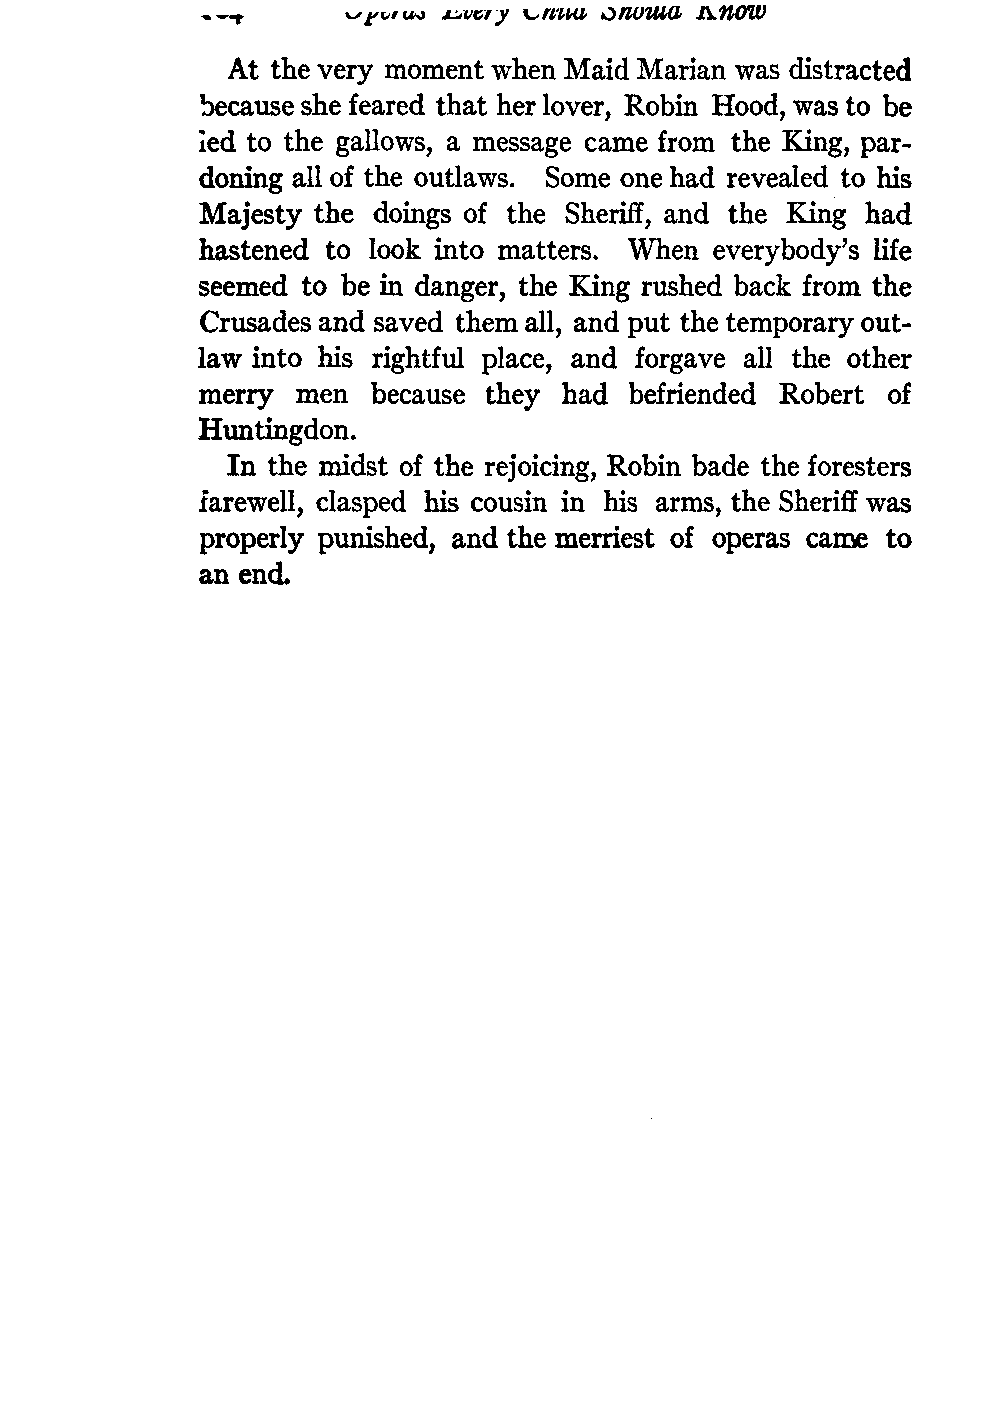 Operas Every Child Should Know
At the very moment when Maid Marian was distracted
because she feared that her lover, Robin Hood, was to be
led to the gallows, a message came from the King, par-
doning all of the outlaws. Some one had revealed to his
Majesty the doings of the Sheriff, and the King had
hastened to look into matters. When everybody's life
seemed to be in danger, the King rushed back from the
Crusades and saved them all, and put the temporary out-
law into his rightful place, and forgave all the other
merry men because they had befriended Robert of
Huntingdon.
In the midst of the rejoicing, Robin bade the foresters
farewell, clasped his cousin in his arms, the Sheriff was
properly punished, and the merriest of operas came to
an end.